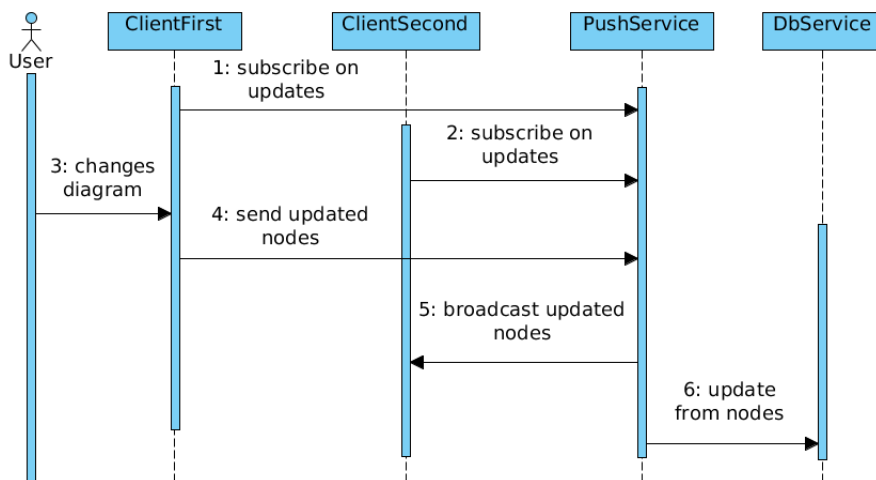 ClientFirst
ClientSecond
PushService
DbService
User
1: subscribe on
updates
2: subscribe on
updates
3: changes
diagram
4: send updated
nodes
5: broadcast updated
nodes
6: update
from nodes